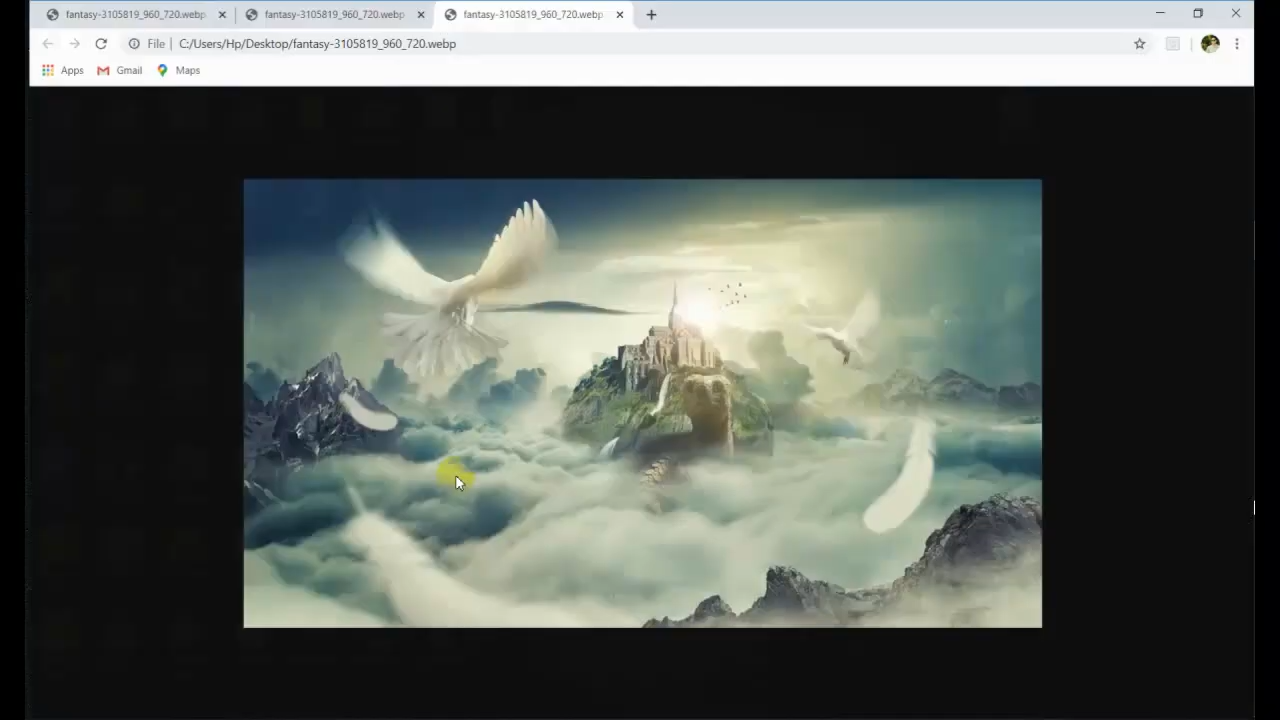 fantasy-3105819_960_720.webp
fantasy-3105819_960_720.webp
fantasy-3105819_960_720.webp
File
C:/Users/Hp/Desktop/fantasy-3105819_960_720.webp
Apps
Gmail
Maps